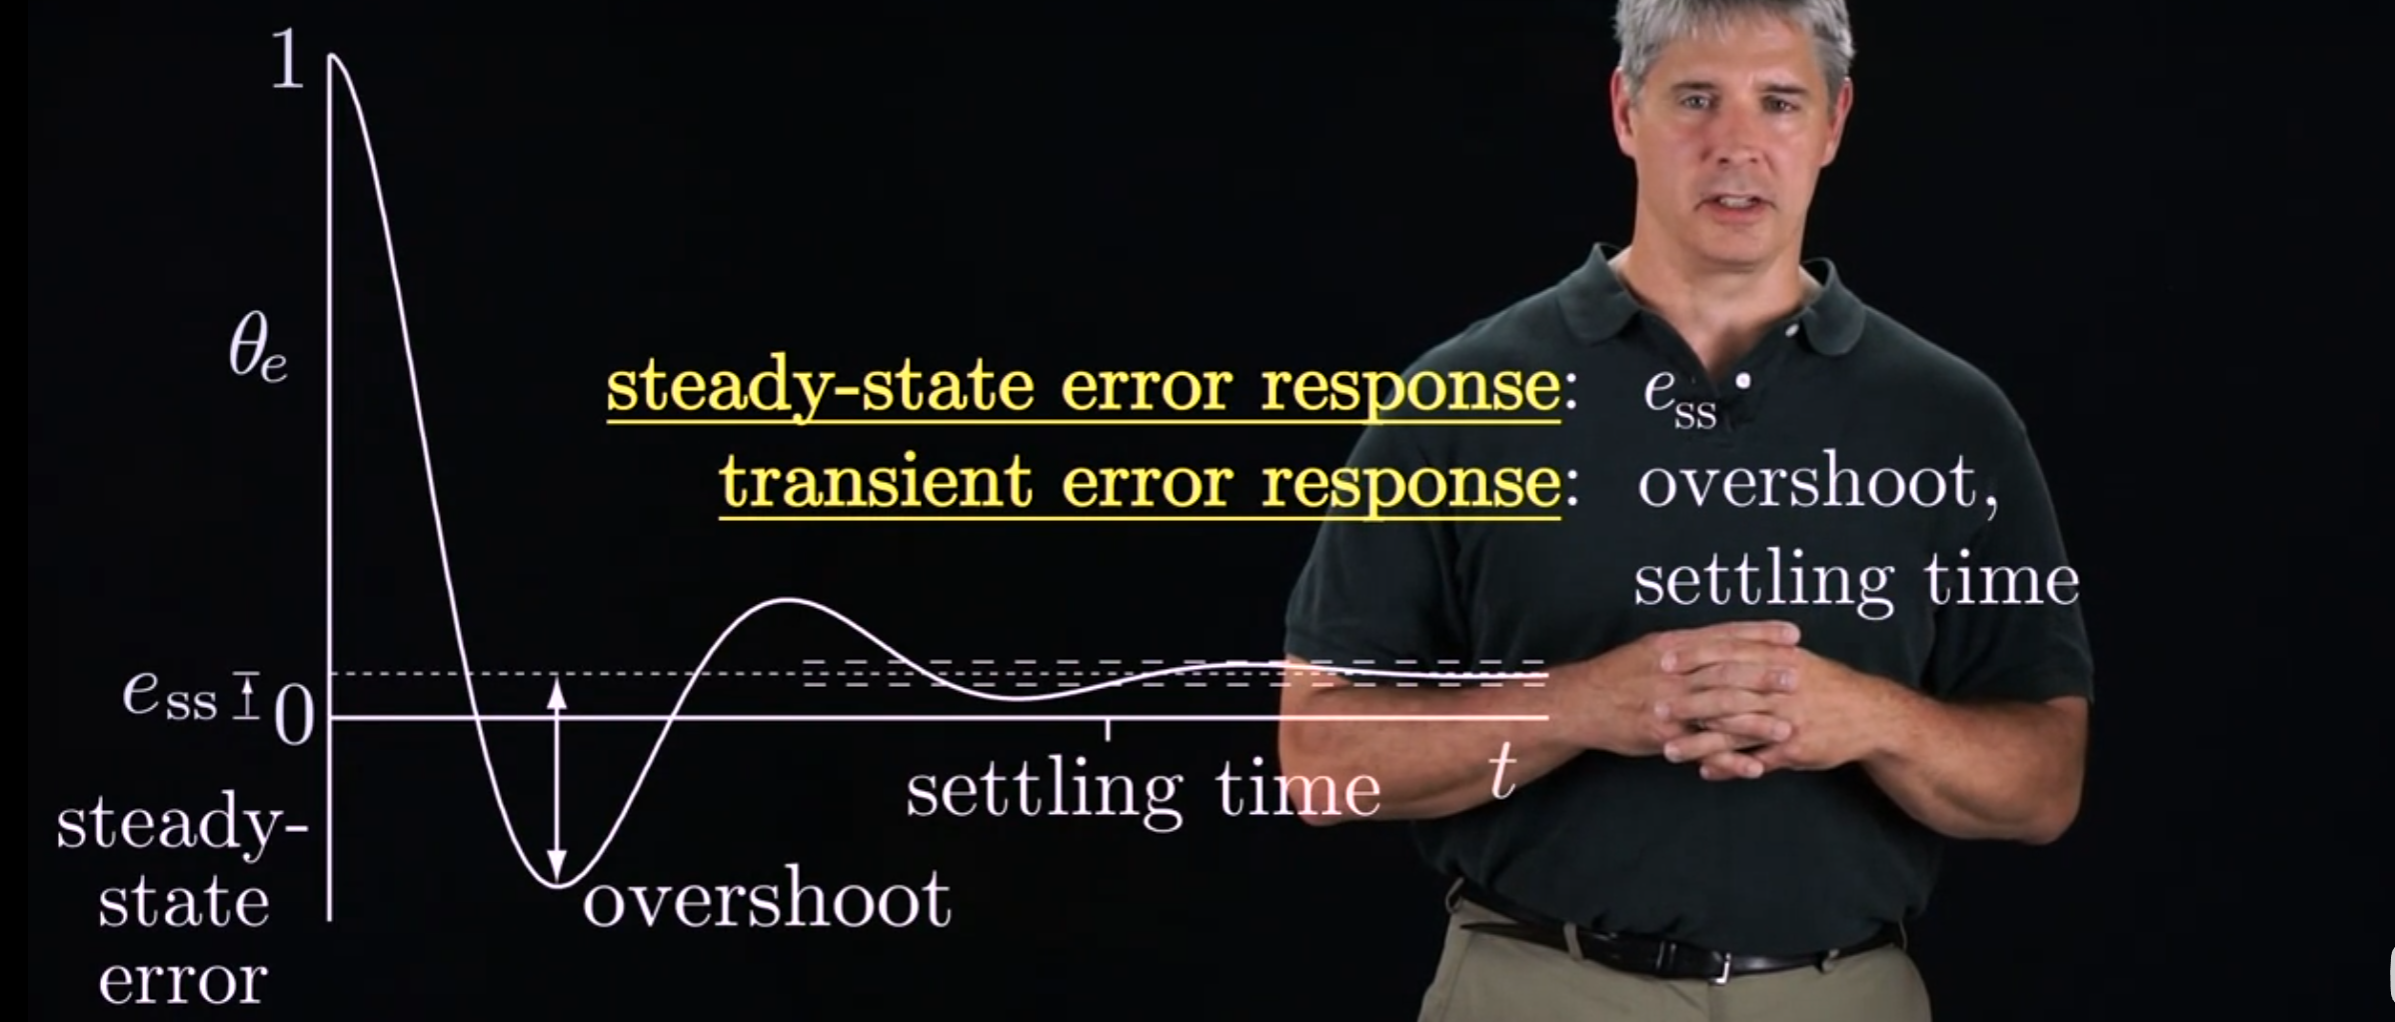 1
θₑ
steady-state error response: eₛₛ
transient error response: overshoot,
settling time
eₛₛ 0
settling time
t
overshoot
steady-
state
error